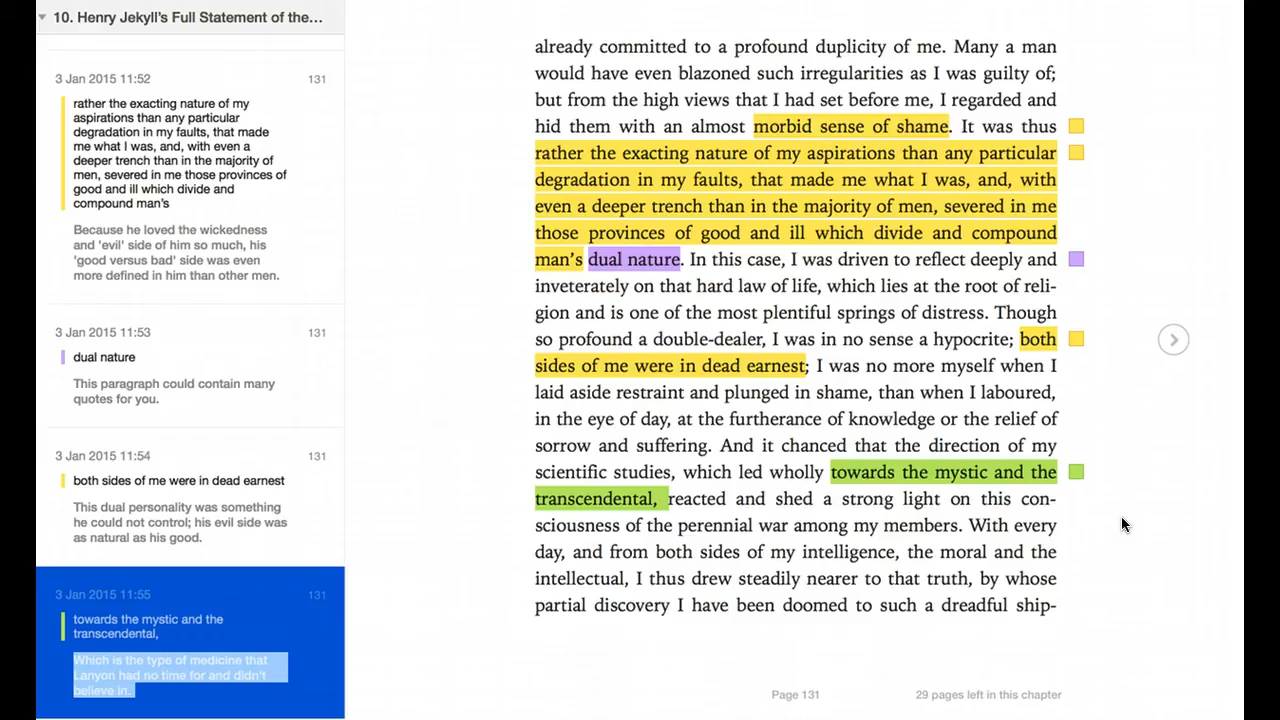 10. Henry Jekyll's Full Statement of the…
3 Jan 2015 11:52 131
rather the exacting nature of my
aspirations than any particular
degradation in my faults, that made
me what I was, and, with even a
deeper trench than in the majority of
men, severed in me those provinces of
good and ill which divide and
compound man's
Because he loved the wickedness
and 'evil' side of him so much, his
'good versus bad' side was even
more defined in him than other men.
3 Jan 2015 11:53 131
dual nature
This paragraph could contain many
quotes for you.
3 Jan 2015 11:54 131
both sides of me were in dead earnest
This dual personality was something
he could not control; his evil side was
as natural as his good.
3 Jan 2015 11:55 131
towards the mystic and the
transcendental,
Which is the type of medicine that
Lanyon had no time for and didn't
believe in.
already committed to a profound duplicity of me. Many a man
would have even blazoned such irregularities as I was guilty of;
but from the high views that I had set before me, I regarded and
hid them with an almost morbid sense of shame. It was thus
rather the exacting nature of my aspirations than any particular
degradation in my faults, that made me what I was, and, with
even a deeper trench than in the majority of men, severed in me
those provinces of good and ill which divide and compound
man's dual nature. In this case, I was driven to reflect deeply and
inveterately on that hard law of life, which lies at the root of reli-
gion and is one of the most plentiful springs of distress. Though
so profound a double-dealer, I was in no sense a hypocrite; both
sides of me were in dead earnest; I was no more myself when I
laid aside restraint and plunged in shame, than when I laboured,
in the eye of day, at the furtherance of knowledge or the relief of
sorrow and suffering. And it chanced that the direction of my
scientific studies, which led wholly towards the mystic and the
transcendental, reacted and shed a strong light on this con-
sciousness of the perennial war among my members. With every
day, and from both sides of my intelligence, the moral and the
intellectual, I thus drew steadily nearer to that truth, by whose
partial discovery I have been doomed to such a dreadful ship-
Page 131 29 pages left in this chapter